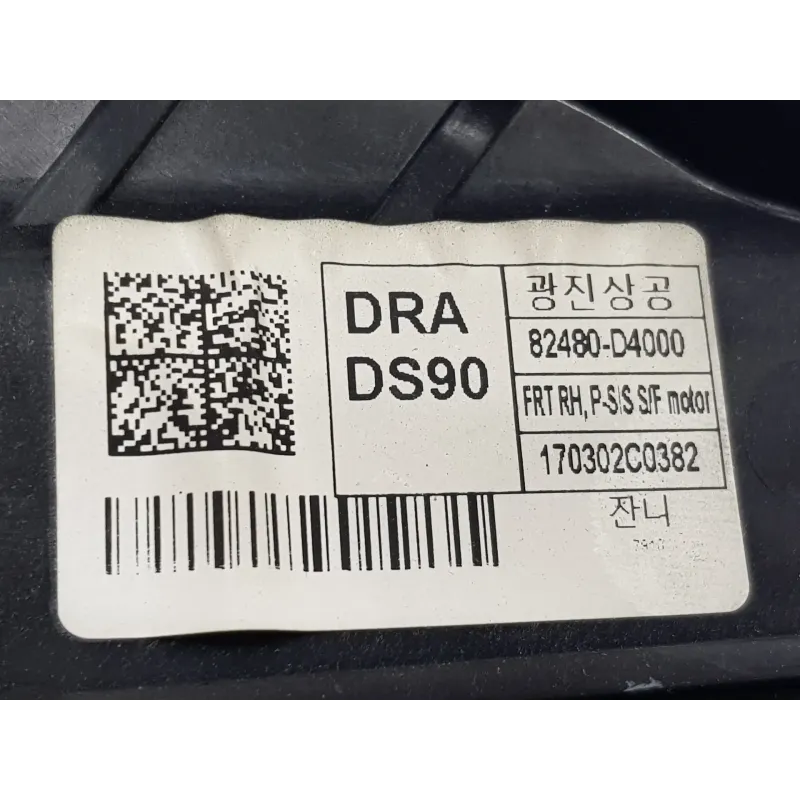 DRA
DS90
광진상공
82480-D4000
FRT RH, P-S/S S/F motor
170302C0382
잔니